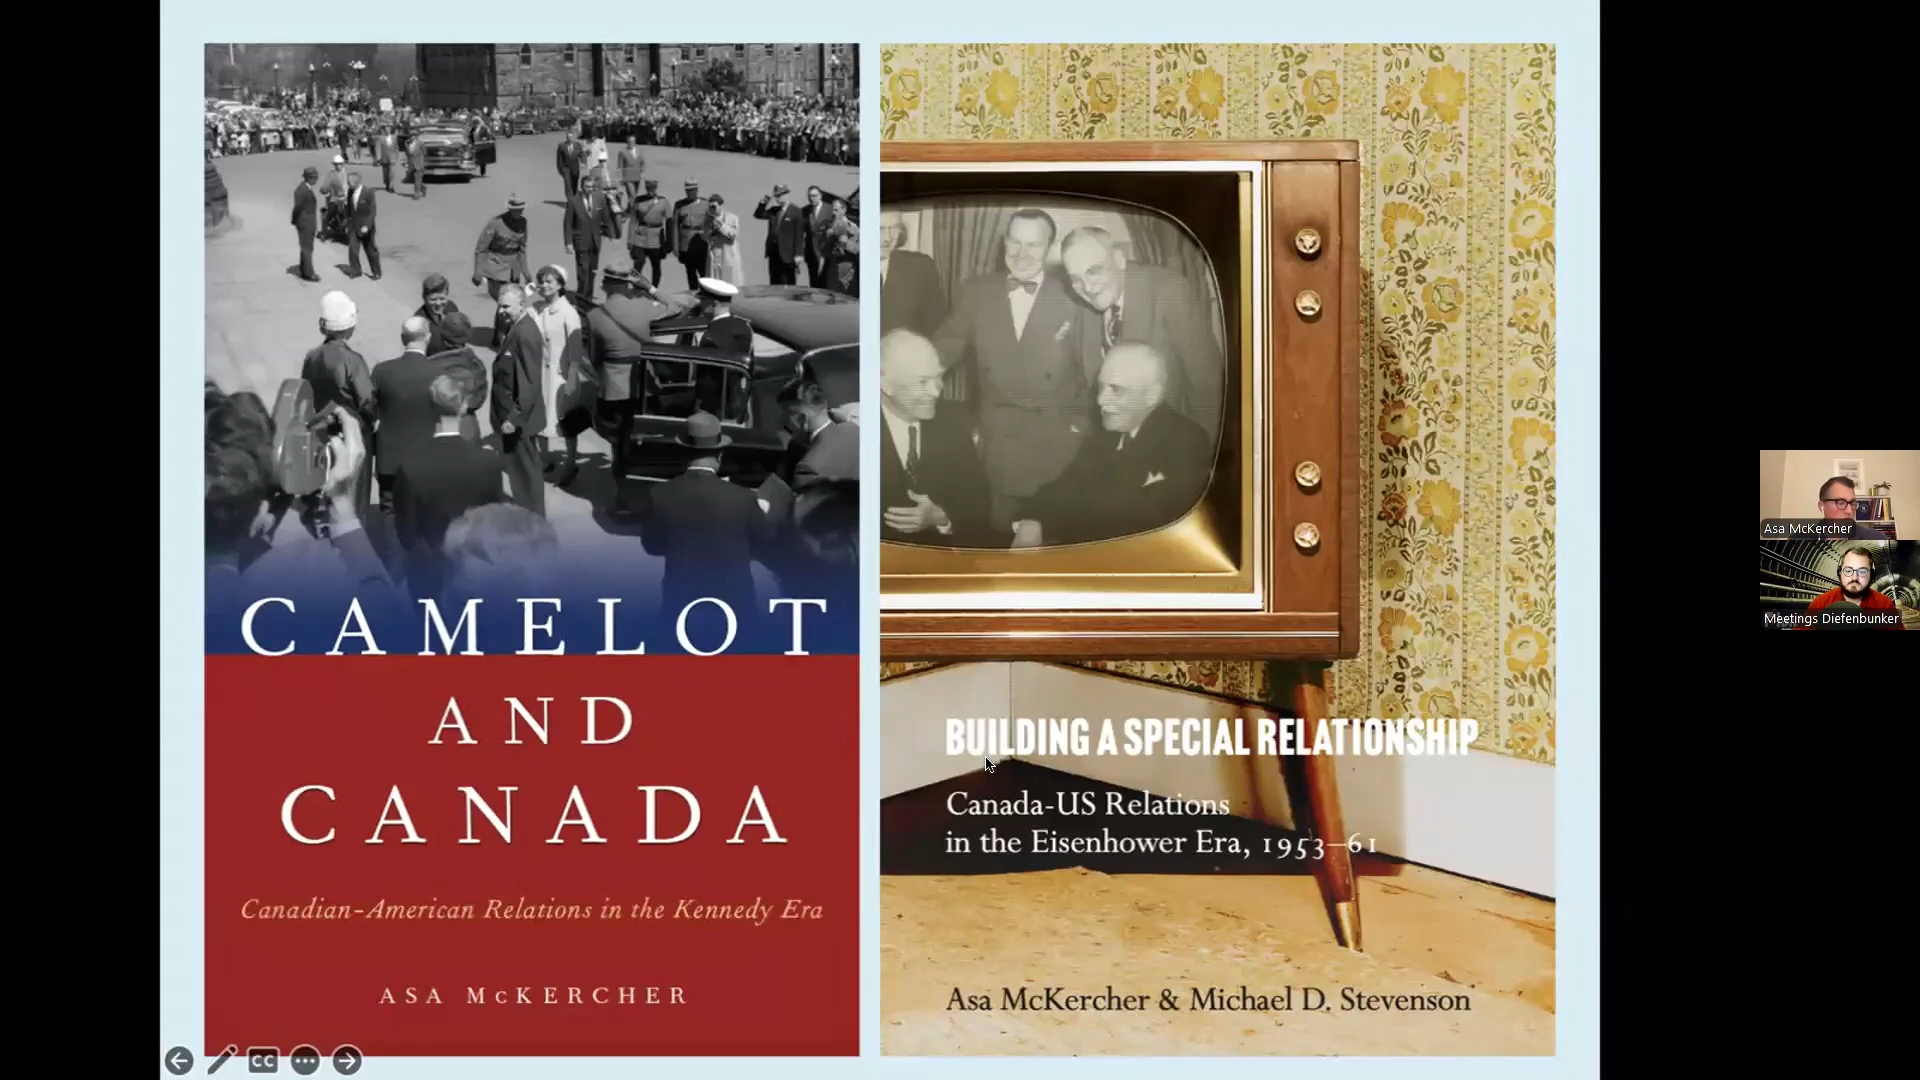 CAMELOT
AND
CANADA
Canadian-American Relations in the Kennedy Era
ASA McKERCHER
BUILDING A SPECIAL RELATIONSHIP
Canada-US Relations
in the Eisenhower Era, 1953–61
Asa McKercher & Michael D. Stevenson
Asa McKercher
Meetings Diefenbunker
CC